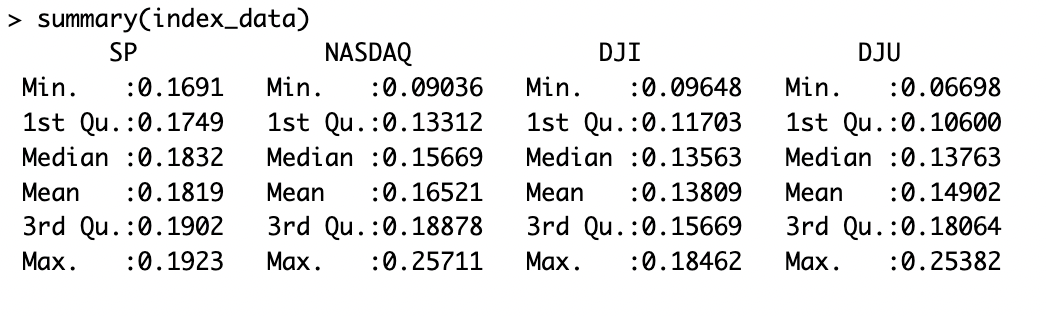 > summary(index_data)
SP NASDAQ DJI DJU
Min. :0.1691 Min. :0.09036 Min. :0.09648 Min. :0.06698
1st Qu.:0.1749 1st Qu.:0.13312 1st Qu.:0.11703 1st Qu.:0.10600
Median :0.1832 Median :0.15669 Median :0.13563 Median :0.13763
Mean :0.1819 Mean :0.16521 Mean :0.13809 Mean :0.14902
3rd Qu.:0.1902 3rd Qu.:0.18878 3rd Qu.:0.15669 3rd Qu.:0.18064
Max. :0.1923 Max. :0.25711 Max. :0.18462 Max. :0.25382